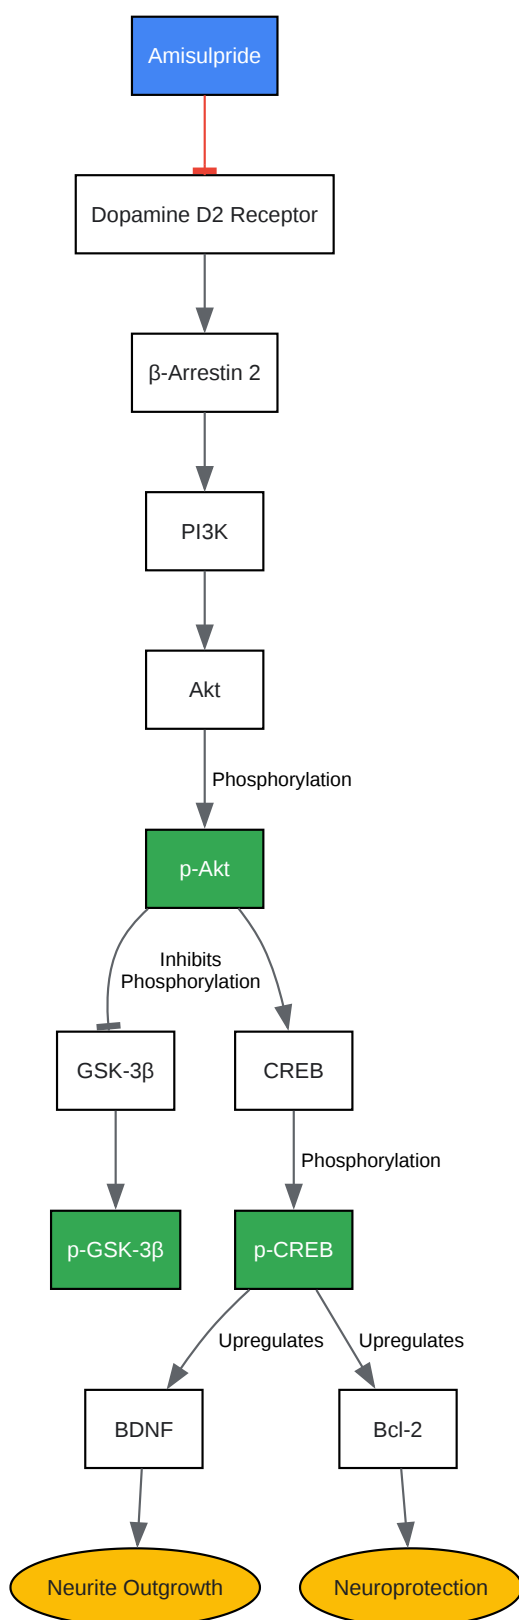 Amisulpride
Dopamine D2 Receptor
β-Arrestin 2
PI3K
Akt
Phosphorylation
p-Akt
Inhibits
Phosphorylation
GSK-3β
CREB
Phosphorylation
p-GSK-3β
p-CREB
Upregulates
Upregulates
BDNF
Bcl-2
Neurite Outgrowth
Neuroprotection